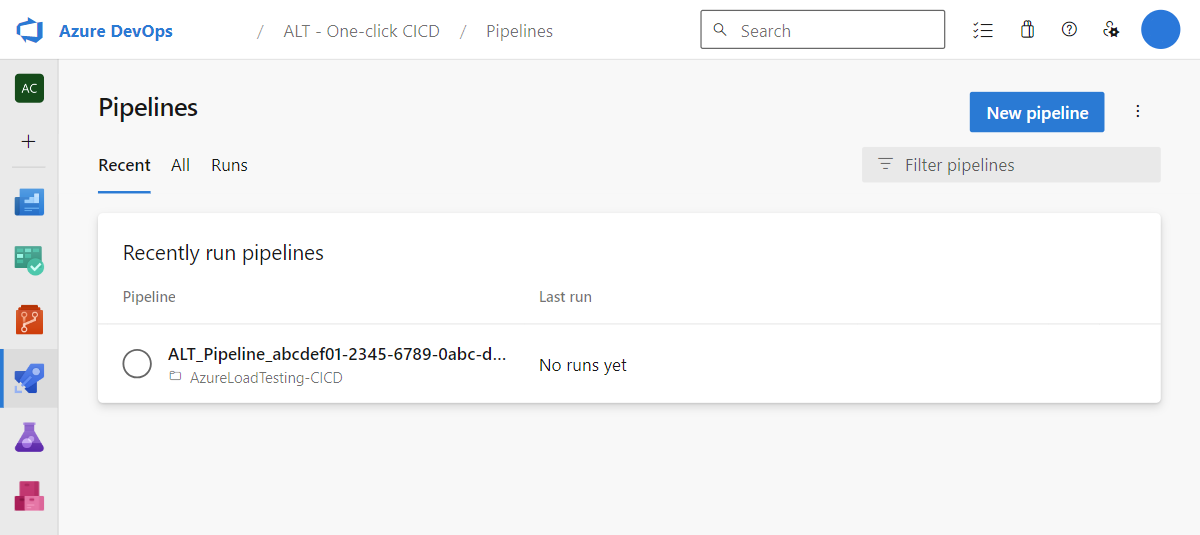 Azure DevOps / ALT - One-click CICD / Pipelines Search
AC
Pipelines
New pipeline
Recent All Runs
Filter pipelines
Recently run pipelines
Pipeline Last run
ALT_Pipeline_abcdef01-2345-6789-0abc-d...
No runs yet
AzureLoadTesting-CICD